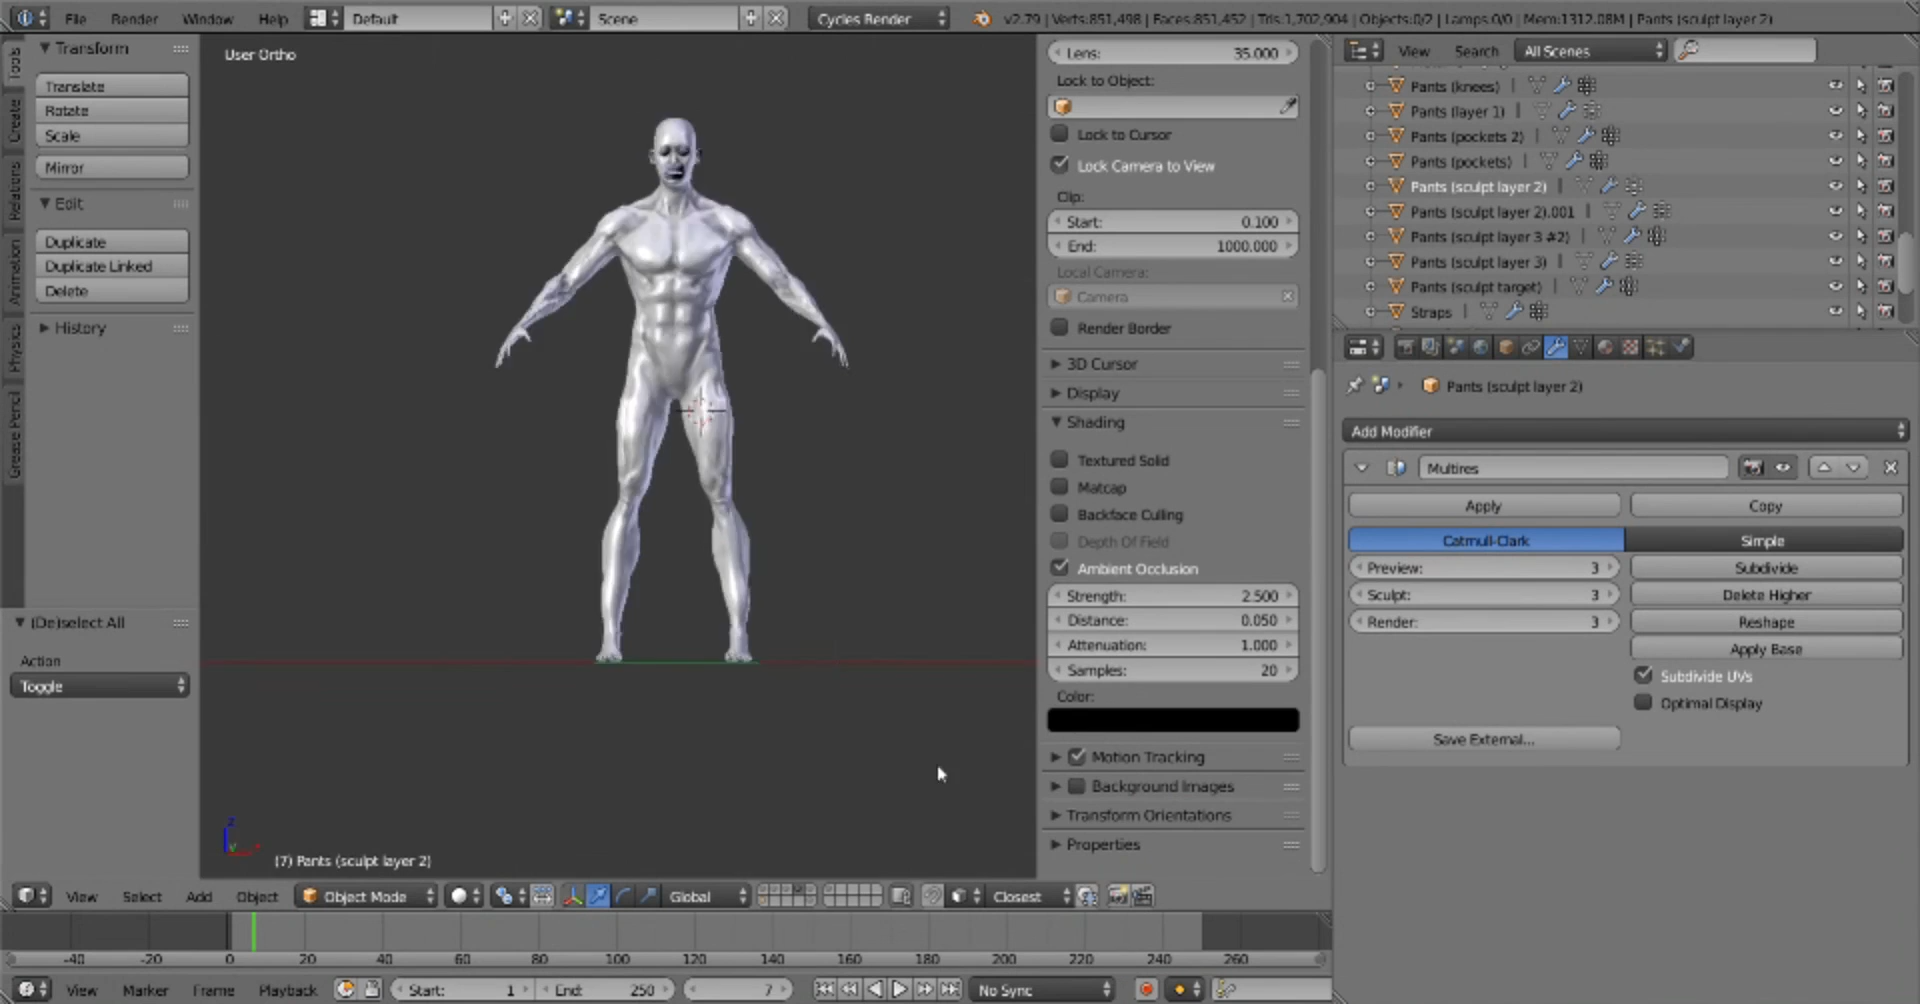 File Render Window Help Default Scene Cycles Render v2.79 | Verts:851,498 | Faces:851,452 | Tris:1,702,904 | Objects:0/2 | Lamps:0/0 | Mem:1312.08M | Pants (sculpt layer 2)
Tools
Create
Relations
Animation
Physics
Grease Pencil
Transform
Translate
Rotate
Scale
Mirror
Edit
Duplicate
Duplicate Linked
Delete
History
(De)select All
Action
Toggle
User Ortho
(7) Pants (sculpt layer 2)
Lens: 35.000
Lock to Object:
Lock to Cursor
Lock Camera to View
Clip:
Start: 0.100
End: 1000.000
Local Camera:
Camera
Render Border
3D Cursor
Display
Shading
Textured Solid
Matcap
Backface Culling
Depth Of Field
Ambient Occlusion
Strength: 2.500
Distance: 0.050
Attenuation: 1.000
Samples: 20
Color:
Motion Tracking
Background Images
Transform Orientations
Properties
View Search All Scenes
Pants (knees)
Pants (layer 1)
Pants (pockets 2)
Pants (pockets)
Pants (sculpt layer 2)
Pants (sculpt layer 2).001
Pants (sculpt layer 3 #2)
Pants (sculpt layer 3)
Pants (sculpt target)
Straps
Pants (sculpt layer 2)
Add Modifier
Multires
Apply Copy
Catmull-Clark Simple
Preview: 3 Subdivide
Sculpt: 3 Delete Higher
Render: 3 Reshape
Apply Base
Subdivide UVs
Optimal Display
Save External...
View Select Add Object Object Mode Global Closest
-40 -20 0 20 40 60 80 100 120 140 160 180 200 220 240 260
View Marker Frame Playback Start: 1 End: 250 7 No Sync